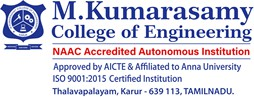 M.Kumarasamy
College of Engineering
NAAC Accredited Autonomous Institution
Approved by AICTE & Affiliated to Anna University
ISO 9001:2015 Certified Institution
Thalavapalayam, Karur - 639 113, TAMILNADU.